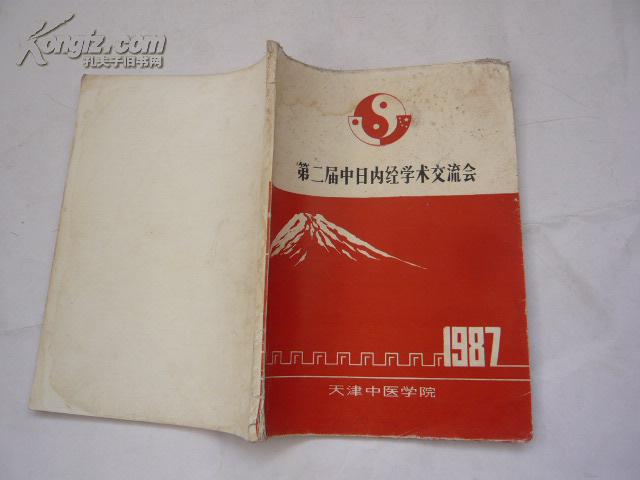 Kongfz.com
孔夫子旧书网
第二届中日内经学术交流会
1987
天津中医学院